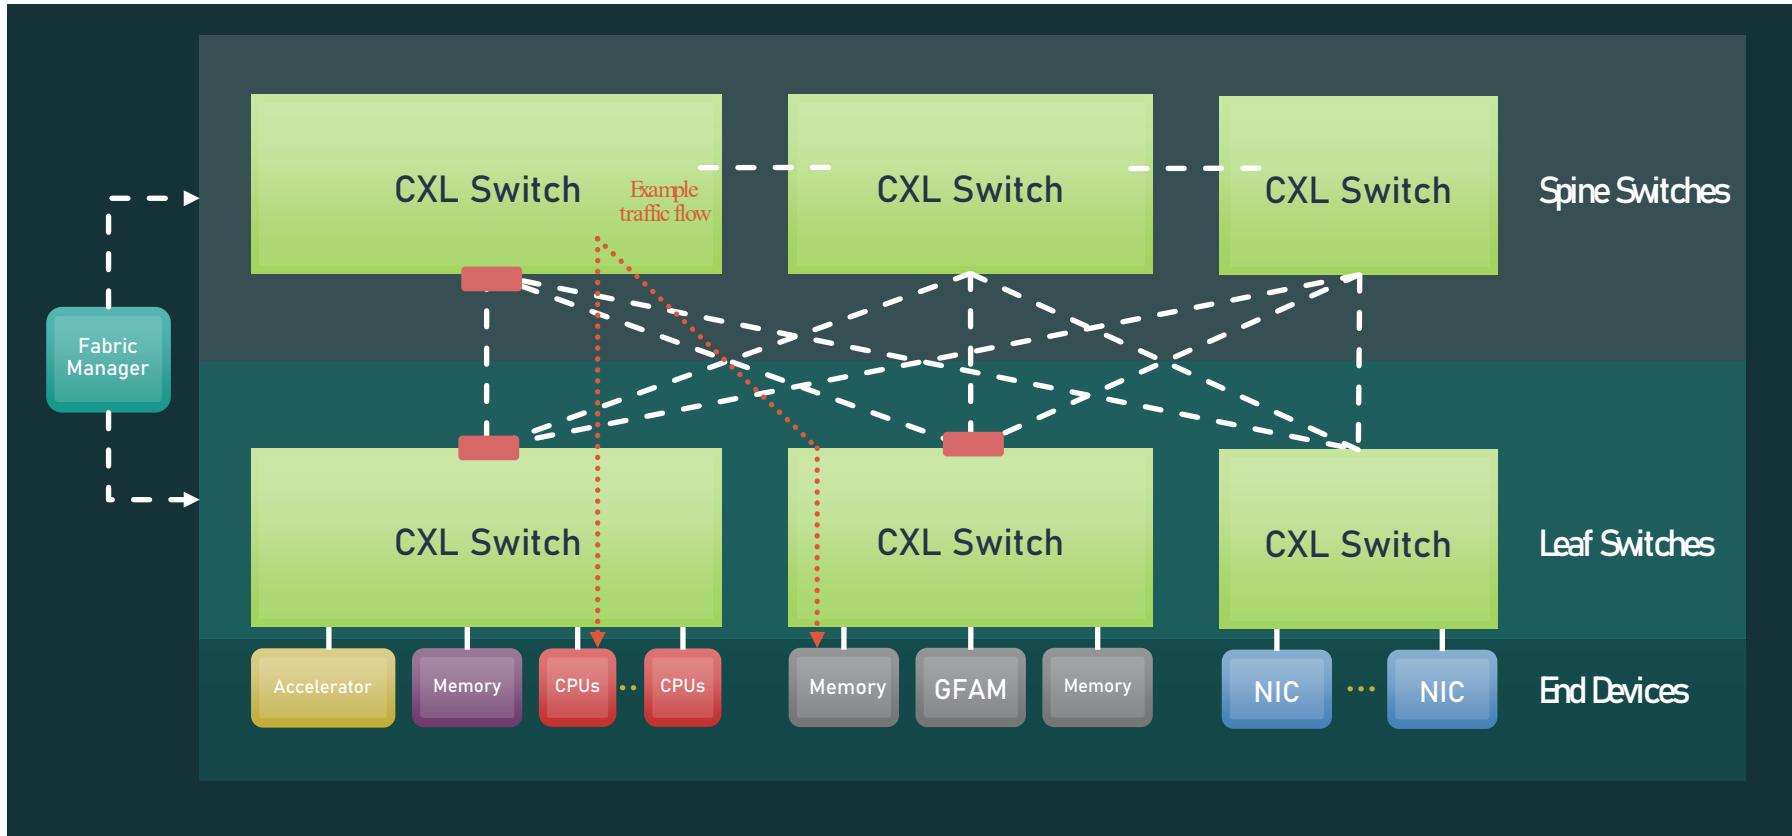 CXL Switch
Example
traffic flow
CXL Switch
CXL Switch
Spine Switches
Fabric
Manager
CXL Switch
CXL Switch
CXL Switch
Leaf Switches
Accelerator
Memory
CPUs
CPUs
Memory
GFAM
Memory
NIC
NIC
End Devices